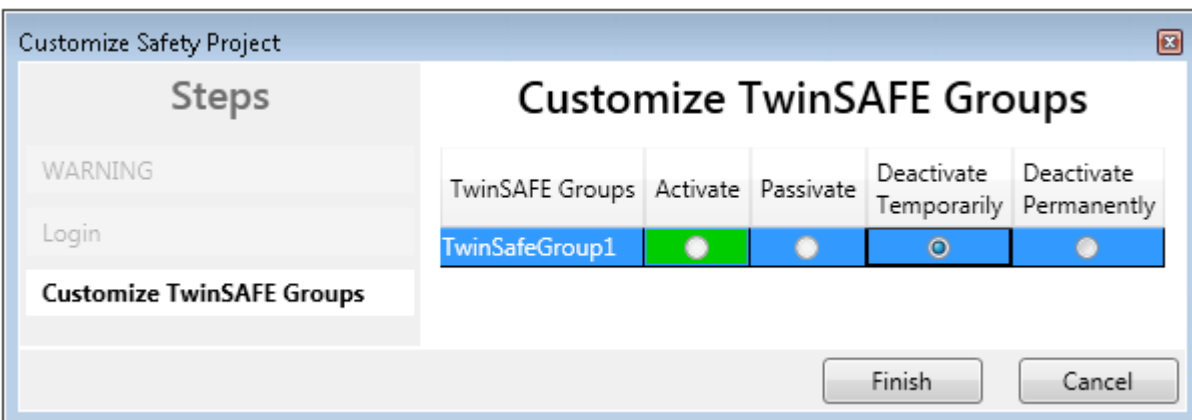 Customize Safety Project
Steps
WARNING
Login
Customize TwinSAFE Groups
Customize TwinSAFE Groups
TwinSAFE Groups Activate Passivate Deactivate Temporarily Deactivate Permanently
TwinSafeGroup1
Finish Cancel